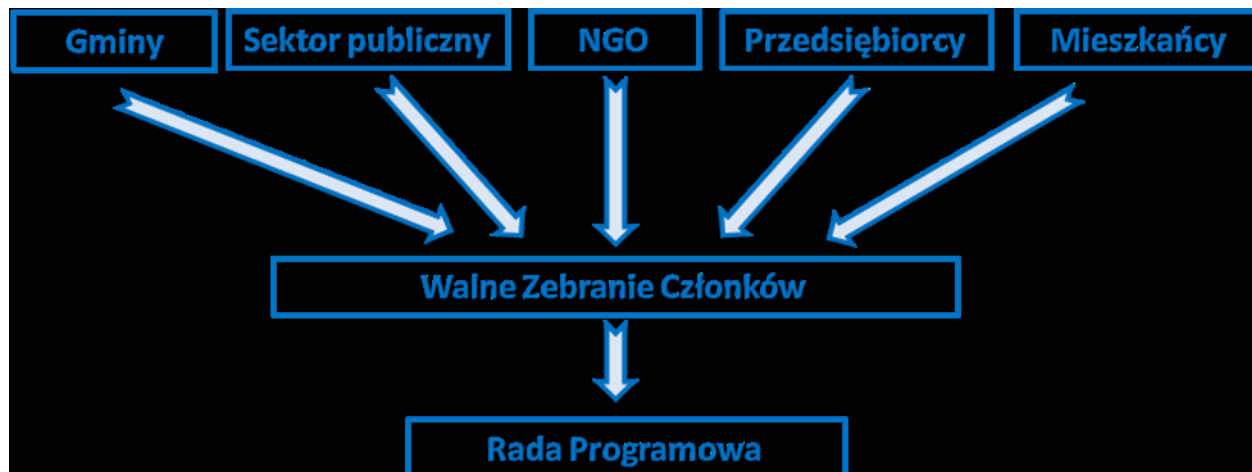 Gminy
Sektor publiczny
NGO
Przedsiębiorcy
Mieszkańcy
Walne Zebranie Członków
Rada Programowa